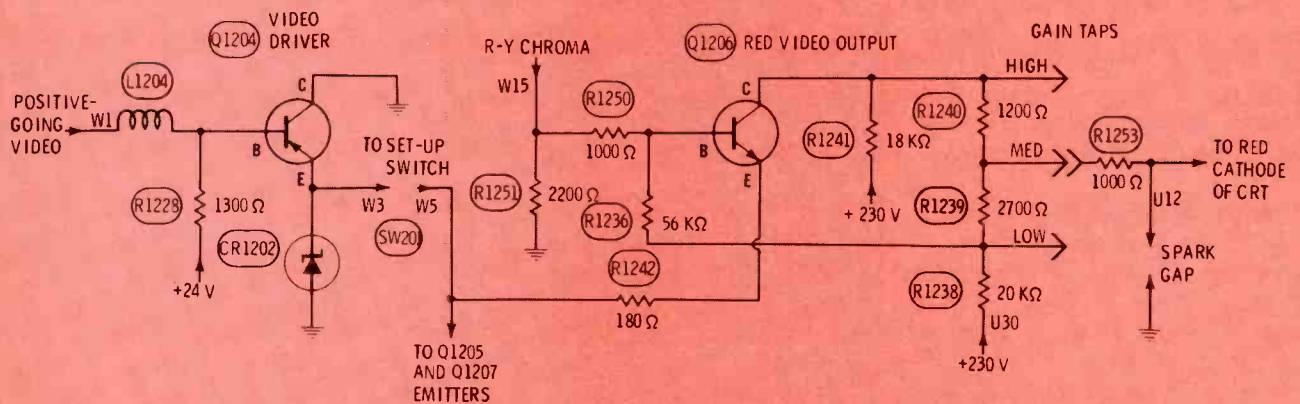 VIDEO
DRIVER
Q1204
L1204
C
POSITIVE-
GOING
VIDEO
W1
B
E
R1228
1300 Ω
+24 V
CR1202
TO SET-UP
SWITCH
W3
W5
SW201
TO Q1205
AND Q1207
EMITTERS
R-Y CHROMA
W15
R1250
1000 Ω
R1251
2200 Ω
R1236
56 KΩ
R1242
180 Ω
Q1206
RED VIDEO OUTPUT
C
B
E
R1241
18 KΩ
+ 230 V
GAIN TAPS
HIGH
R1240
1200 Ω
MED
R1239
2700 Ω
LOW
R1238
20 KΩ
U30
+230 V
R1253
1000 Ω
TO RED
CATHODE
OF CRT
U12
SPARK
GAP